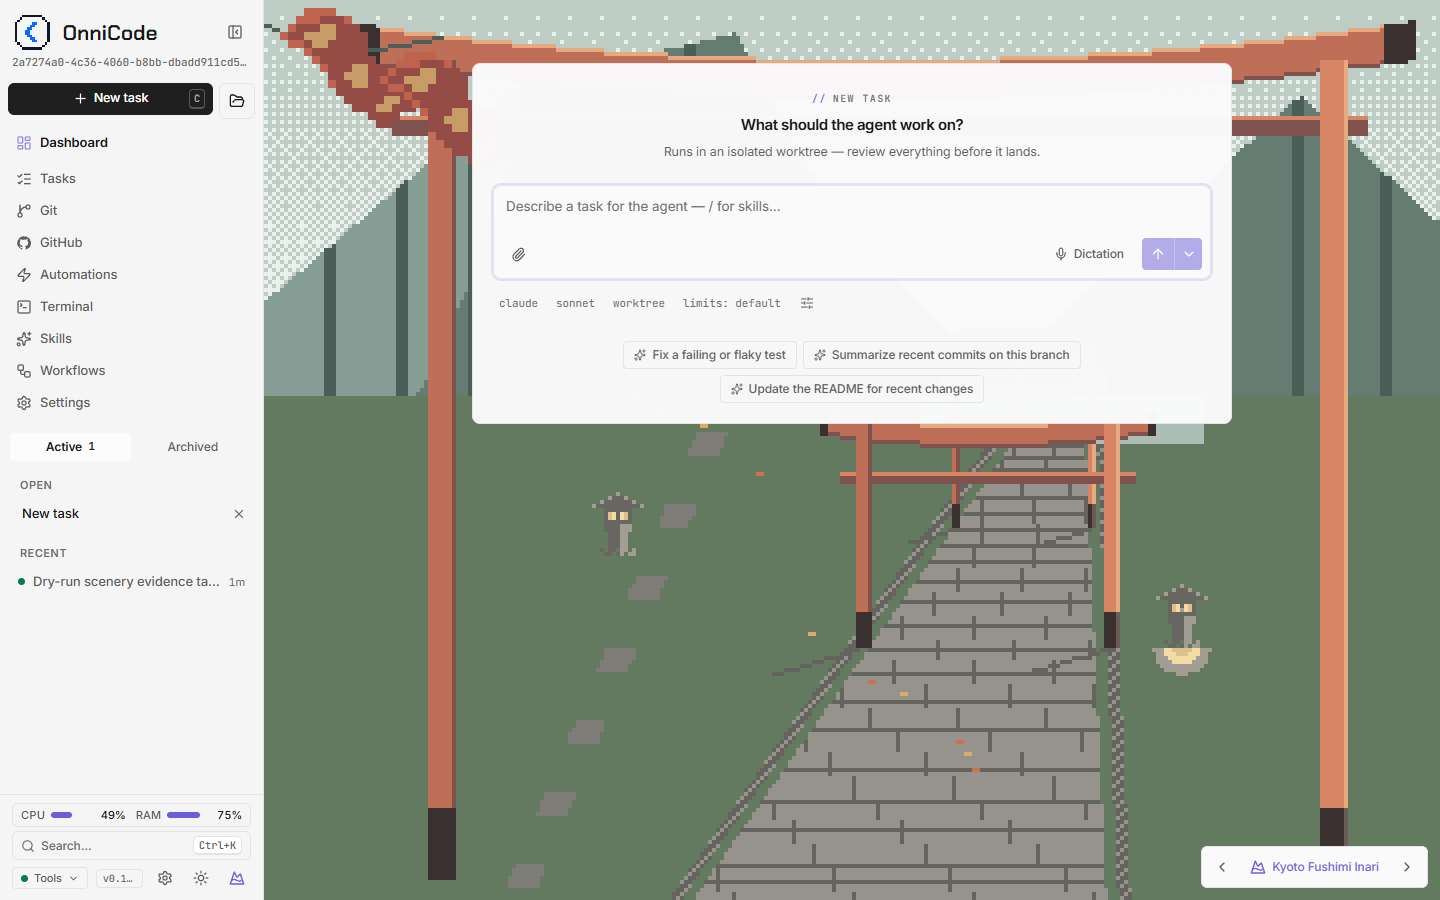 OnniCode
2a7274a0-4c36-4060-b8bb-dbadd911cd5…
New task C
Dashboard
Tasks
Git
GitHub
Automations
Terminal
Skills
Workflows
Settings
Active 1 Archived
OPEN
New task
RECENT
Dry-run scenery evidence ta... 1m
CPU 49% RAM 75%
Search... Ctrl+K
Tools v0.1…
// NEW TASK
What should the agent work on?
Runs in an isolated worktree — review everything before it lands.
Describe a task for the agent — / for skills...
Dictation
claude sonnet worktree limits: default
Fix a failing or flaky test Summarize recent commits on this branch
Update the README for recent changes
Kyoto Fushimi Inari